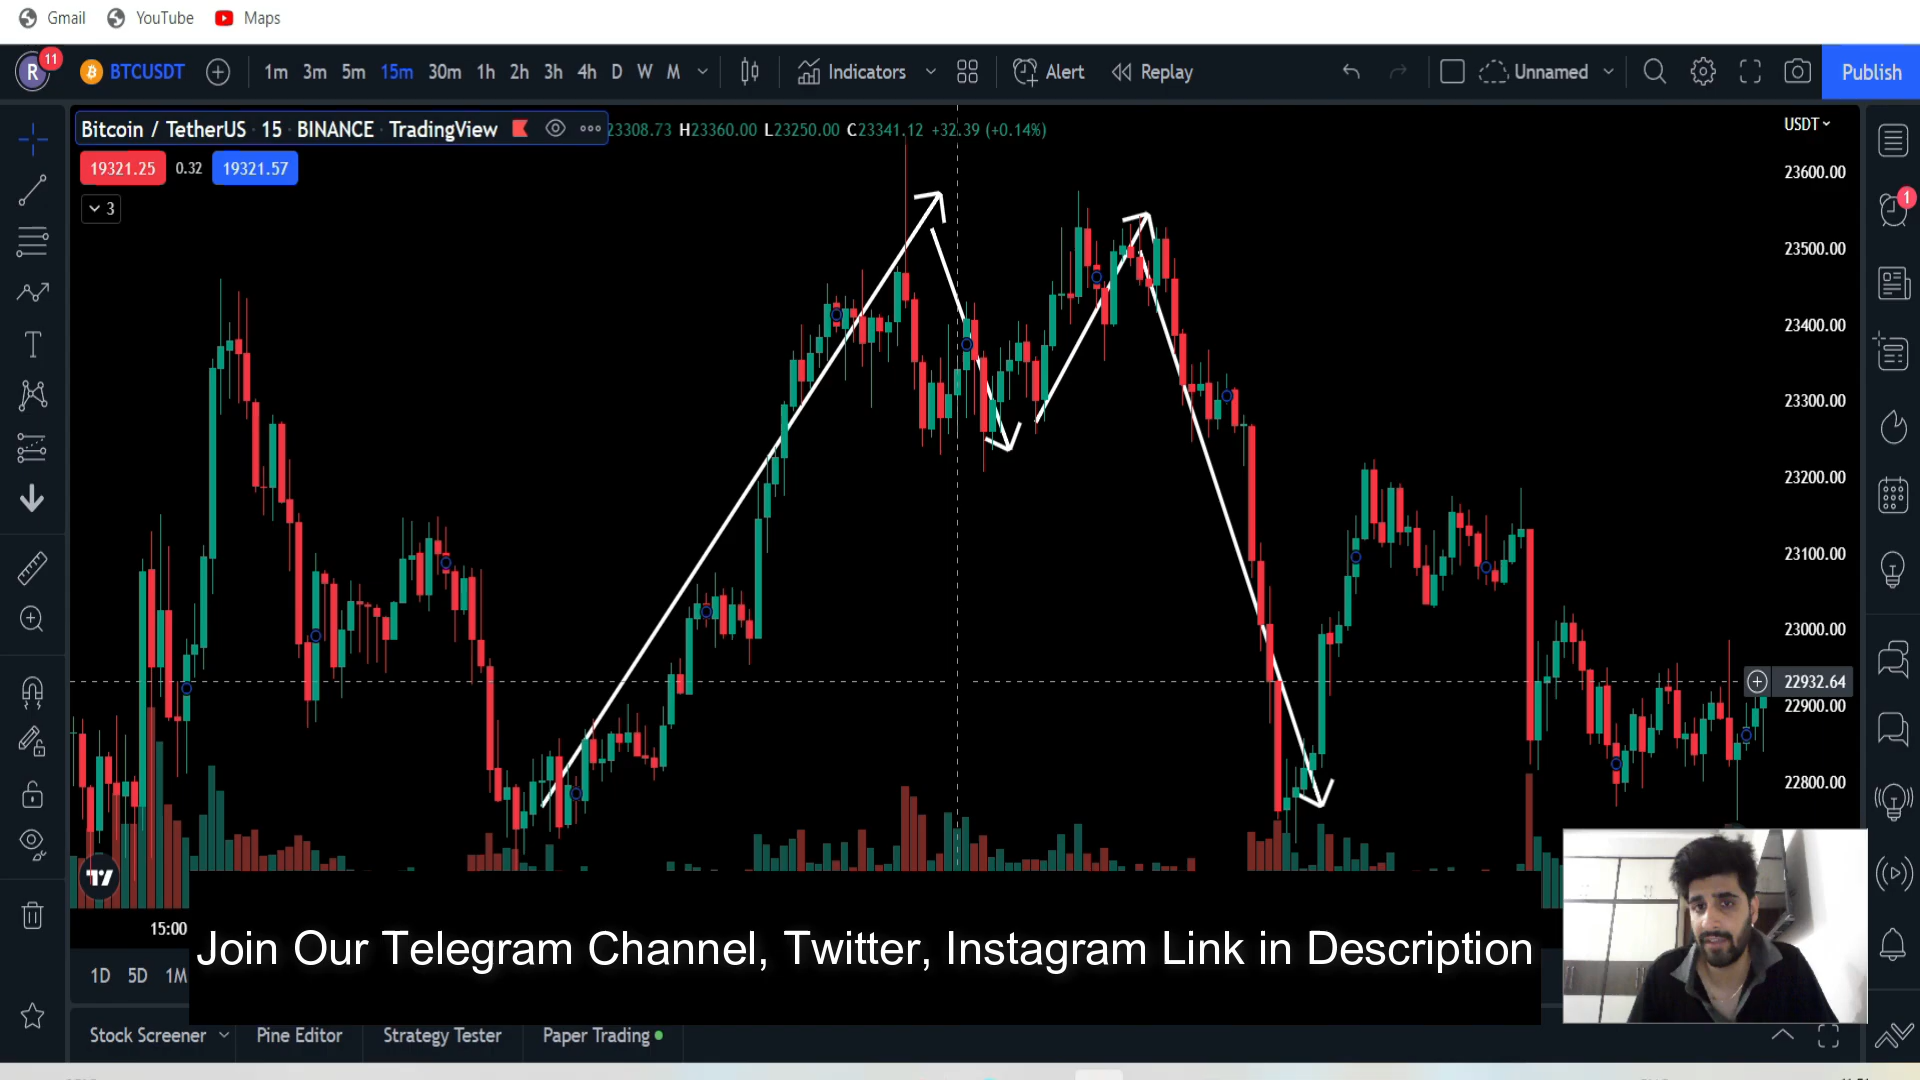 Gmail YouTube Maps
R 11 BTCUSDT 1m 3m 5m 15m 30m 1h 2h 3h 4h D W M Indicators Alert Replay Unnamed Publish
Bitcoin / TetherUS · 15 · BINANCE · TradingView 23308.73 H23360.00 L23250.00 C23341.12 +32.39 (+0.14%)
USDT
19321.25 0.32 19321.57
3
23600.00
1
23500.00
23400.00
23300.00
23200.00
23100.00
23000.00
22932.64
22900.00
22800.00
15:00
Join Our Telegram Channel, Twitter, Instagram Link in Description
1D 5D 1M
Stock Screener Pine Editor Strategy Tester Paper Trading